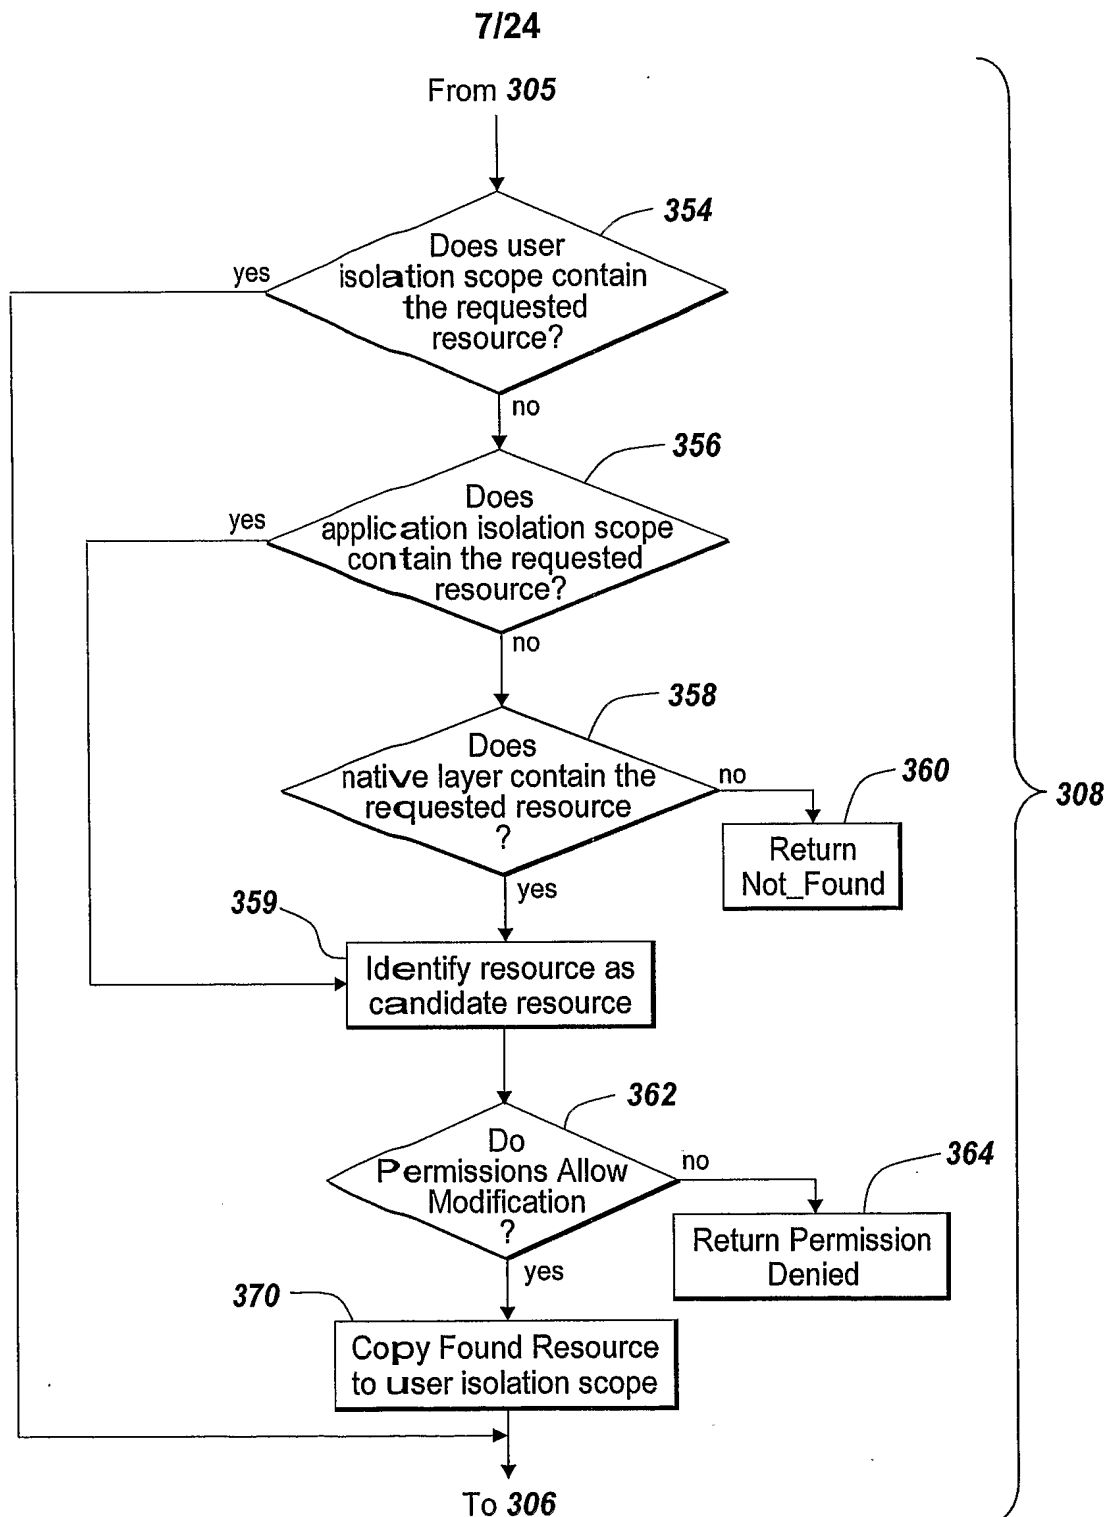 7/24
From 305
354
Does user
isolation scope contain
the requested
resource?
yes
no
356
Does
application isolation scope
contain the requested
resource?
yes
no
358
Does
native layer contain the
requested resource
?
no
360
Return
Not_Found
308
yes
359
Identify resource as
candidate resource
362
Do
Permissions Allow
Modification
?
no
364
Return Permission
Denied
yes
370
Copy Found Resource
to user isolation scope
To 306